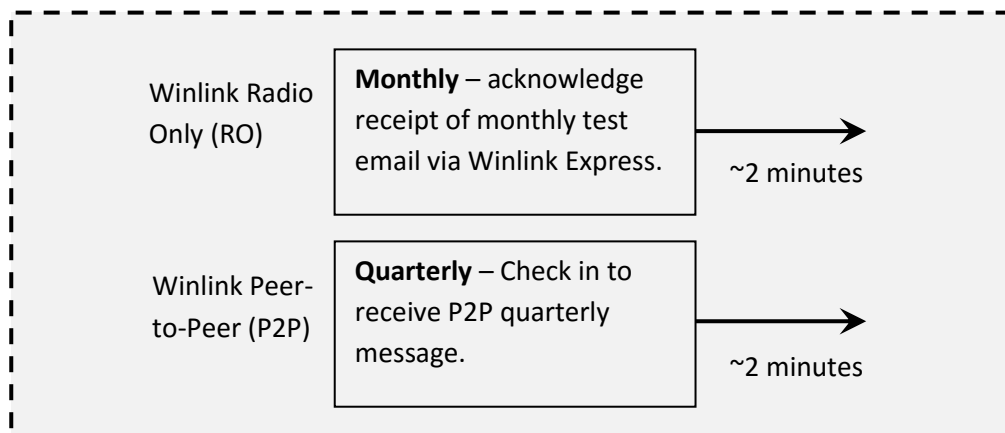 Winlink Radio
Only (RO)
Monthly – acknowledge
receipt of monthly test
email via Winlink Express.
~2 minutes
Winlink Peer-
to-Peer (P2P)
Quarterly – Check in to
receive P2P quarterly
message.
~2 minutes